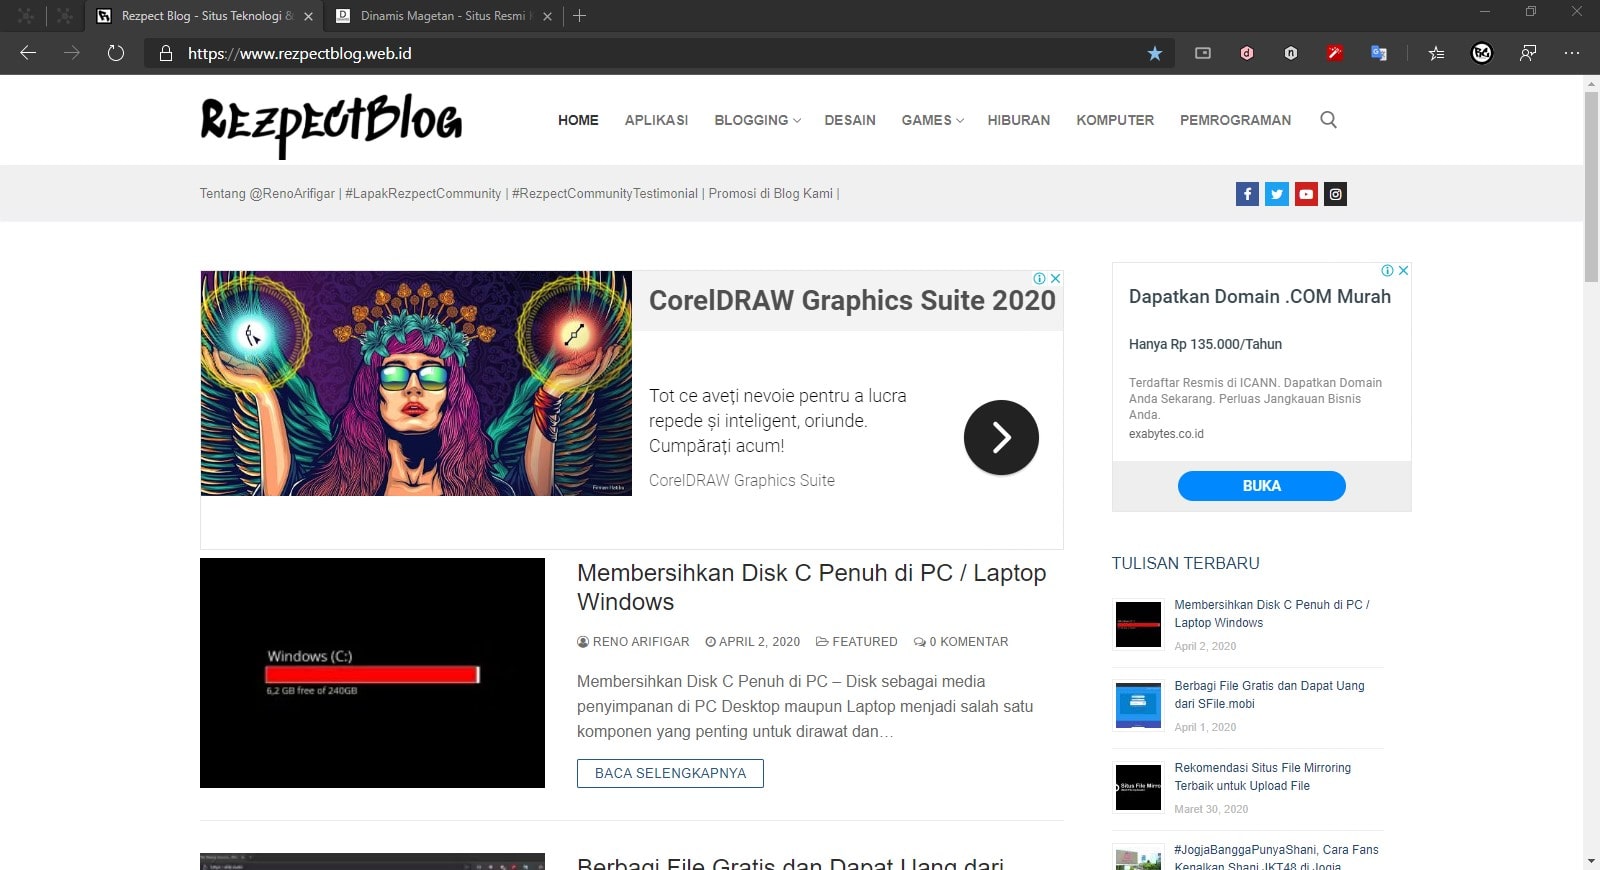 Rezpect Blog - Situs Teknologi &
Dinamis Magetan - Situs Resmi
https://www.rezpectblog.web.id
REzpEctBlog
HOME APLIKASI BLOGGING DESAIN GAMES HIBURAN KOMPUTER PEMROGRAMAN
Tentang @RenoArifigar | #LapakRezpectCommunity | #RezpectCommunityTestimonial | Promosi di Blog Kami |
CorelDRAW Graphics Suite 2020
Tot ce aveți nevoie pentru a lucra
repede și inteligent, oriunde.
Cumpărați acum!
CorelDRAW Graphics Suite
Dapatkan Domain .COM Murah
Hanya Rp 135.000/Tahun
Terdaftar Resmis di ICANN. Dapatkan Domain
Anda Sekarang. Perluas Jangkauan Bisnis
Anda.
exabytes.co.id
BUKA
Windows (C:)
6,2 GB free of 240GB
Membersihkan Disk C Penuh di PC / Laptop
Windows
RENO ARIFIGAR APRIL 2, 2020 FEATURED 0 KOMENTAR
Membersihkan Disk C Penuh di PC – Disk sebagai media
penyimpanan di PC Desktop maupun Laptop menjadi salah satu
komponen yang penting untuk dirawat dan…
BACA SELENGKAPNYA
Berbagi File Gratis dan Dapat Uang dari
TULISAN TERBARU
Membersihkan Disk C Penuh di PC /
Laptop Windows
April 2, 2020
Berbagi File Gratis dan Dapat Uang
dari SFile.mobi
April 1, 2020
Situs File Mirro
Rekomendasi Situs File Mirroring
Terbaik untuk Upload File
Maret 30, 2020
#JogjaBanggaPunyaShani, Cara Fans
Kenalkan Shani JKT48 di Jogja